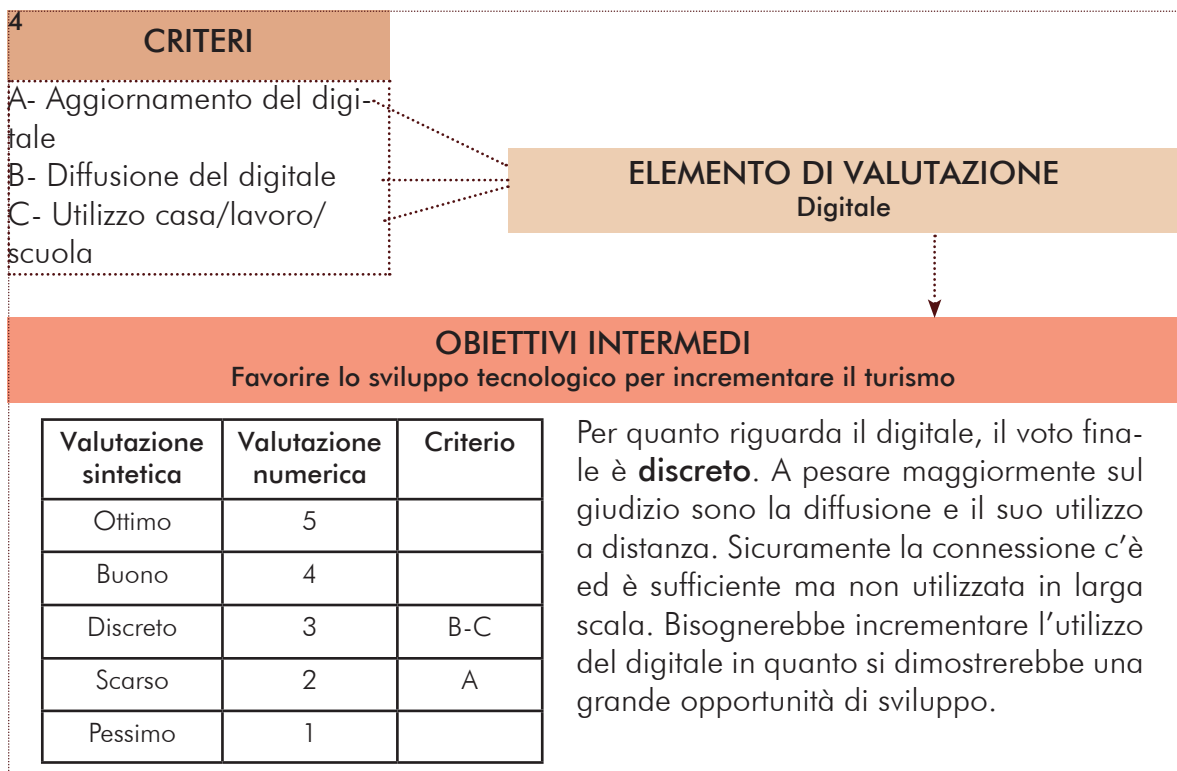 4
CRITERI
A- Aggiornamento del digi-
tale
B- Diffusione del digitale
C- Utilizzo casa/lavoro/
scuola
ELEMENTO DI VALUTAZIONE
Digitale
OBIETTIVI INTERMEDI
Favorire lo sviluppo tecnologico per incrementare il turismo
Valutazione sintetica Valutazione numerica Criterio
Ottimo 5
Buono 4
Discreto 3 B-C
Scarso 2 A
Pessimo 1
Per quanto riguarda il digitale, il voto fina-
le è discreto. A pesare maggiormente sul
giudizio sono la diffusione e il suo utilizzo
a distanza. Sicuramente la connessione c'è
ed è sufficiente ma non utilizzata in larga
scala. Bisognerebbe incrementare l'utilizzo
del digitale in quanto si dimostrerebbe una
grande opportunità di sviluppo.